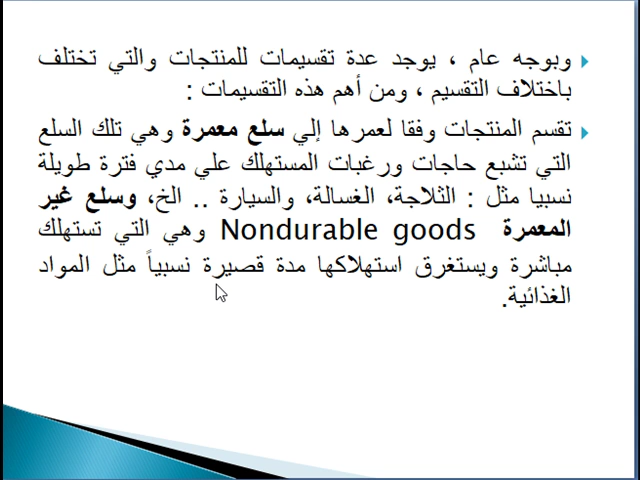 وبوجه عام ، يوجد عدة تقسيمات للمنتجات والتي تختلف
باختلاف التقسيم ، ومن أهم هذه التقسيمات :
تقسم المنتجات وفقا لعمرها إلي سلع معمرة وهي تلك السلع
التي تشبع حاجات ورغبات المستهلك علي مدي فترة طويلة
نسبيا مثل : الثلاجة، الغسالة، والسيارة .. الخ، وسلع غير
المعمرة Nondurable goods وهي التي تستهلك
مباشرة ويستغرق استهلاكها مدة قصيرة نسبياً مثل المواد
الغذائية.